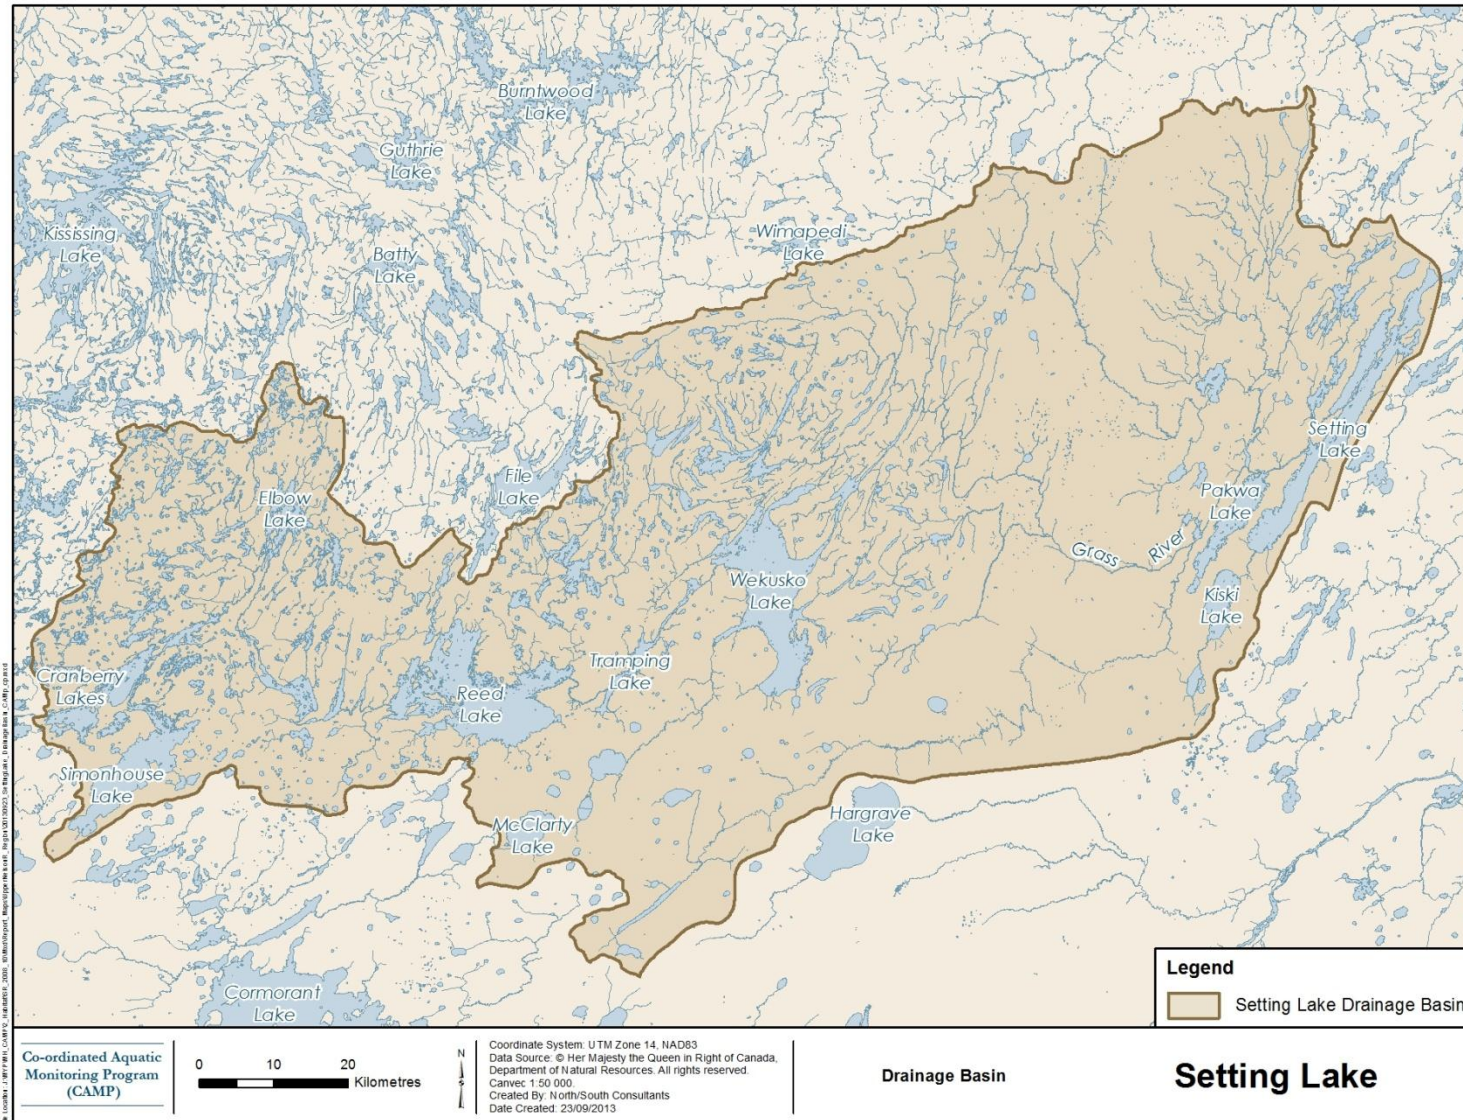 Burntwood
Lake
Guthrie
Lake
Kississing
Lake
Batty
Lake
Wimapedi
Lake
File
Lake
Elbow
Lake
Setting
Lake
Pakwa
Lake
Grass River
Wekusko
Lake
Kiski
Lake
Tramping
Lake
Cranberry
Lakes
Reed
Lake
Simonhouse
Lake
McClarty
Lake
Hargrave
Lake
Cormorant
Lake
Legend
Setting Lake Drainage Basin
Co-ordinated Aquatic
Monitoring Program
(CAMP)
0 10 20
Kilometres
N
Coordinate System: UTM Zone 14, NAD83
Data Source: © Her Majesty the Queen in Right of Canada,
Department of Natural Resources. All rights reserved.
Canvec 1:50 000.
Created By: North/South Consultants
Date Created: 23/09/2013
Drainage Basin
Setting Lake